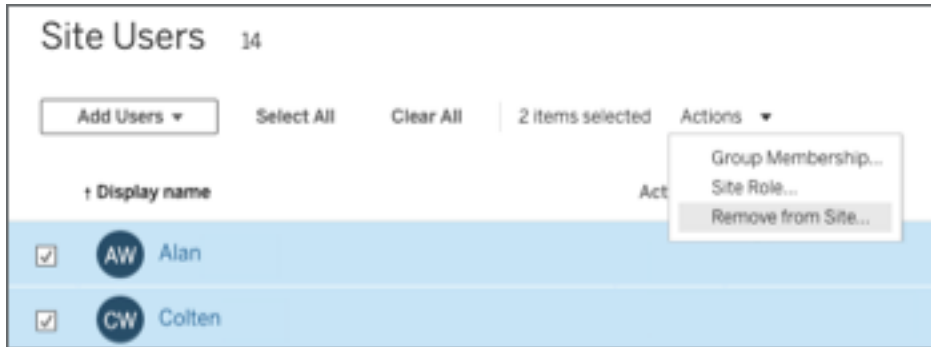 Site Users 14
Add Users ▾ Select All Clear All 2 items selected Actions ▾
Group Membership...
↑ Display name Act Site Role...
Remove from Site...
AW Alan
CW Colten